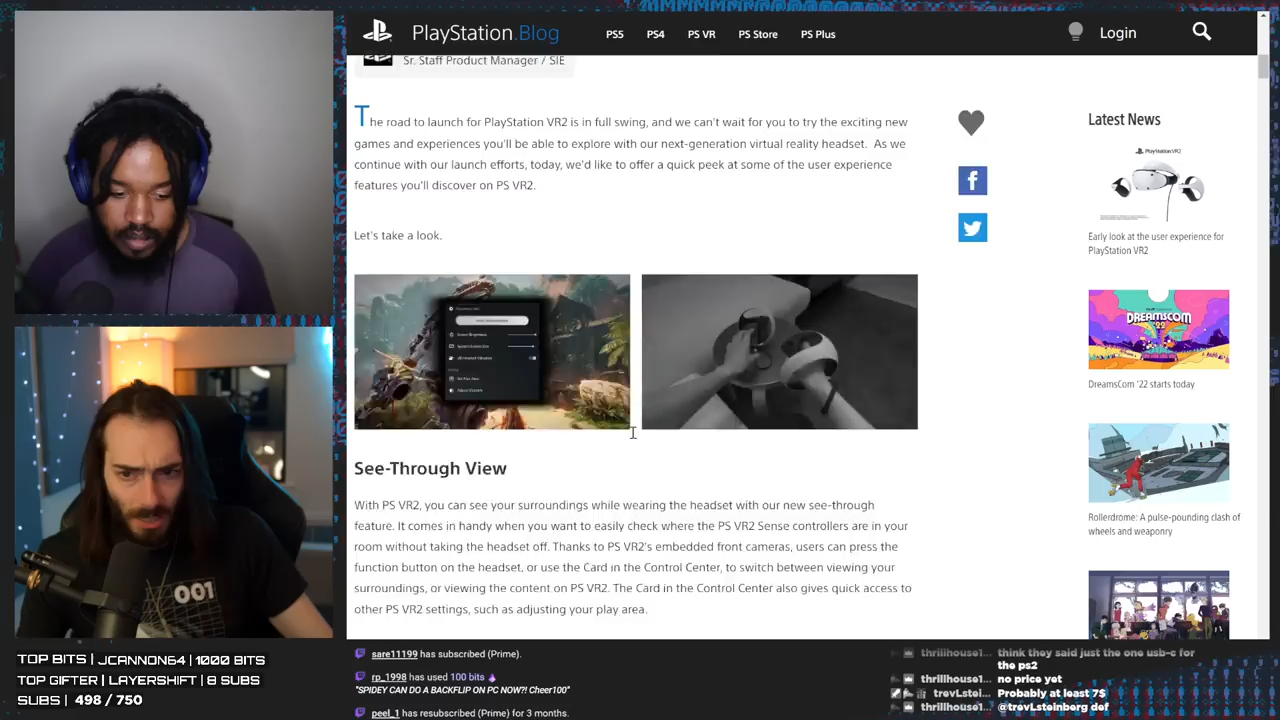 PlayStation.Blog
PS5
PS4
PS VR
PS Store
PS Plus
Login
Sr. Staff Product Manager / SIE
The road to launch for PlayStation VR2 is in full swing, and we can't wait for you to try the exciting new
games and experiences you'll be able to explore with our next-generation virtual reality headset. As we
continue with our launch efforts, today, we'd like to offer a quick peek at some of the user experience
features you'll discover on PS VR2.
Let's take a look.
See-Through View
With PS VR2, you can see your surroundings while wearing the headset with our new see-through
feature. It comes in handy when you want to easily check where the PS VR2 Sense controllers are in your
room without taking the headset off. Thanks to PS VR2's embedded front cameras, users can press the
function button on the headset, or use the Card in the Control Center, to switch between viewing your
surroundings, or viewing the content on PS VR2. The Card in the Control Center also gives quick access to
other PS VR2 settings, such as adjusting your play area.
Latest News
PlayStation.VR2
Early look at the user experience for
PlayStation VR2
DREAMSCOM
'22
DreamsCom '22 starts today
Rollerdrome: A pulse-pounding clash of
wheels and weaponry
001
TOP BITS | JCANNON64 | 1000 BITS
TOP GIFTER | LAYERSHIFT | 8 SUBS
SUBS | 498 / 750
sare11199 has subscribed (Prime).
rp_1998 has used 100 bits
"SPIDEY CAN DO A BACKFLIP ON PC NOW?! Cheer100"
peel_1 has resubscribed (Prime) for 3 months.
thrillhouse1... think they said just the one usb-c for
the ps2
thrillhouse1... no price yet
trevLstei... Probably at least 7$
thrillhouse1... @trevLsteinberg def